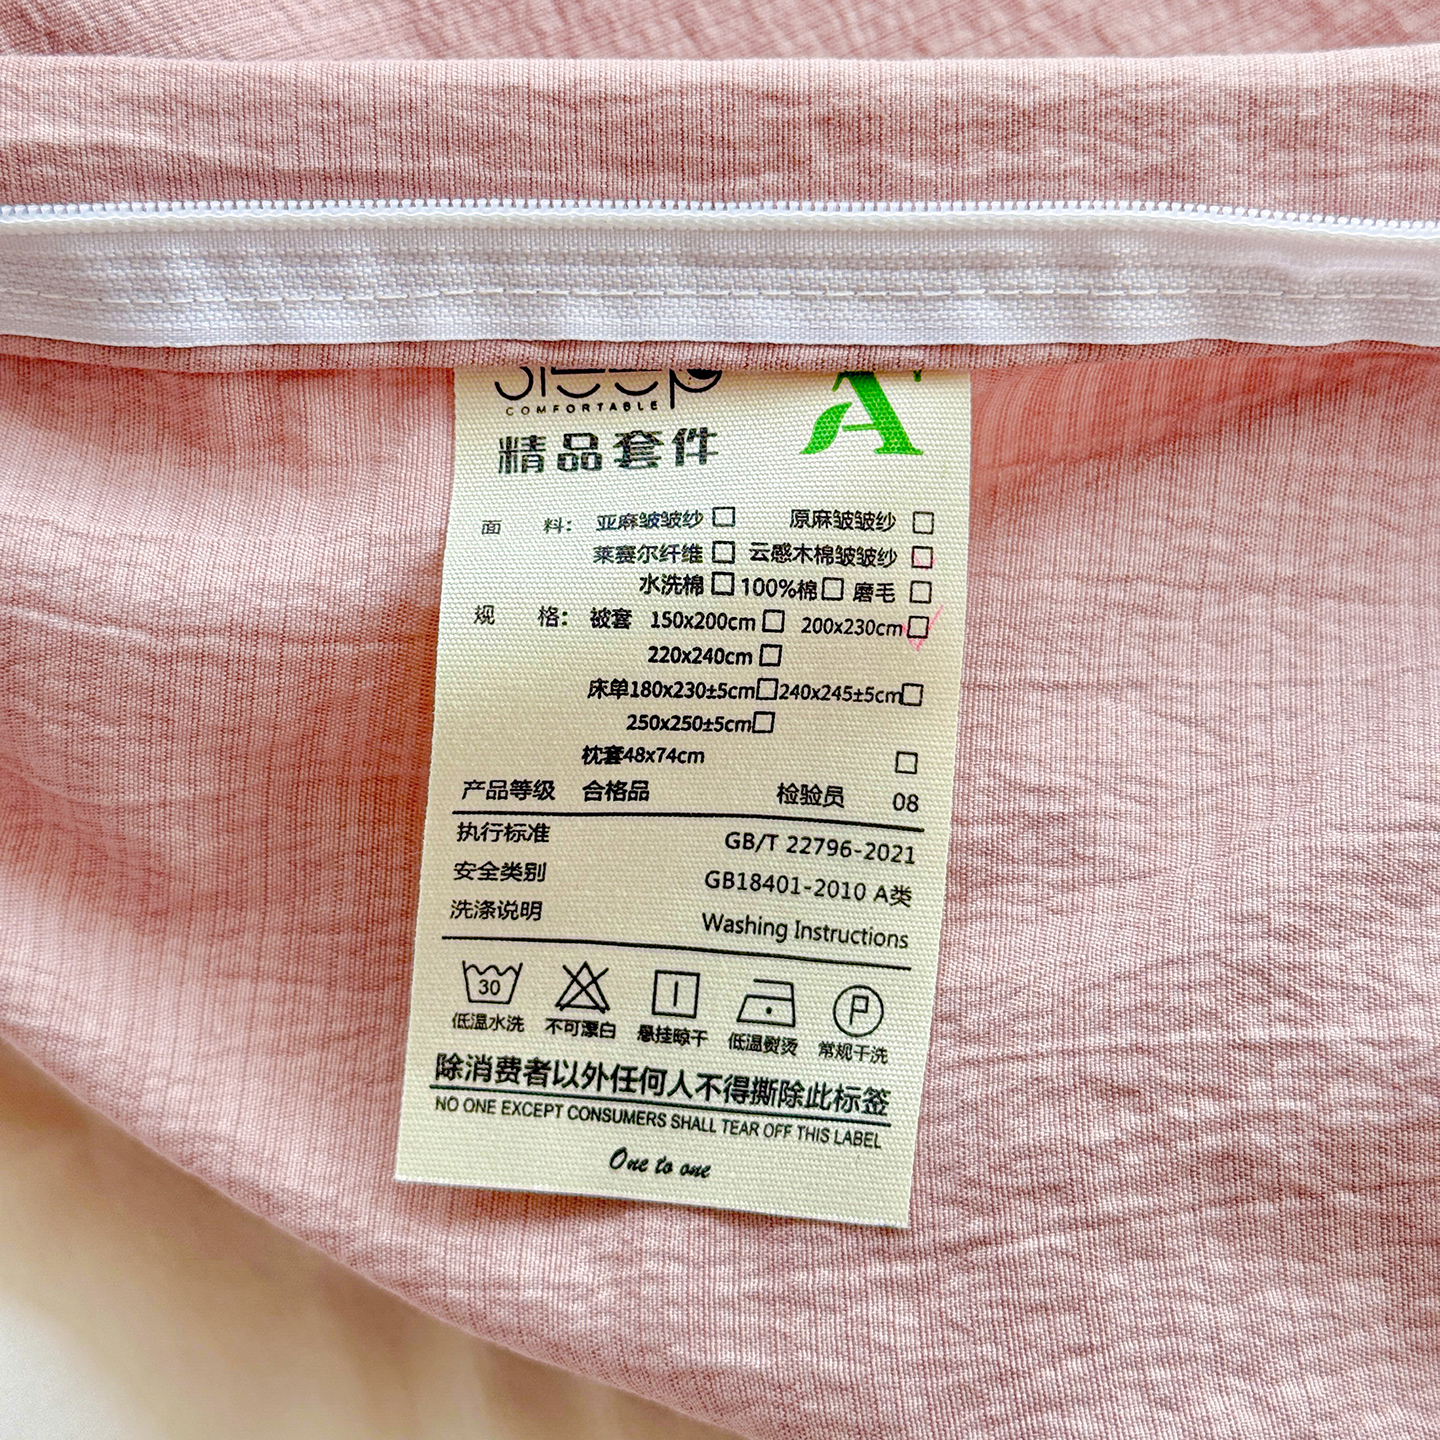 sleep
COMFORTABLE
A
精品套件
面 料： 亚麻皱皱纱 □ 原麻皱皱纱 □
莱赛尔纤维 □ 云感木棉皱皱纱 □
水洗棉 □ 100%棉 □ 磨毛 □
规 格： 被套 150x200cm □ 200x230cm □
220x240cm □
床单180x230±5cm □ 240x245±5cm □
250x250±5cm □
枕套48x74cm □
产品等级 合格品 检验员 08
执行标准 GB/T 22796-2021
安全类别 GB18401-2010 A类
洗涤说明 Washing Instructions
30 P
低温水洗 不可漂白 悬挂晾干 低温熨烫 常规干洗
除消费者以外任何人不得撕除此标签
NO ONE EXCEPT CONSUMERS SHALL TEAR OFF THIS LABEL
One to one